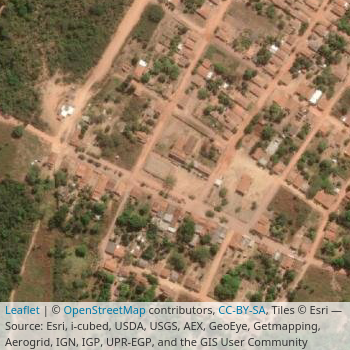 Leaflet | © OpenStreetMap contributors, CC-BY-SA, Tiles © Esri —
Source: Esri, i-cubed, USDA, USGS, AEX, GeoEye, Getmapping,
Aerogrid, IGN, IGP, UPR-EGP, and the GIS User Community